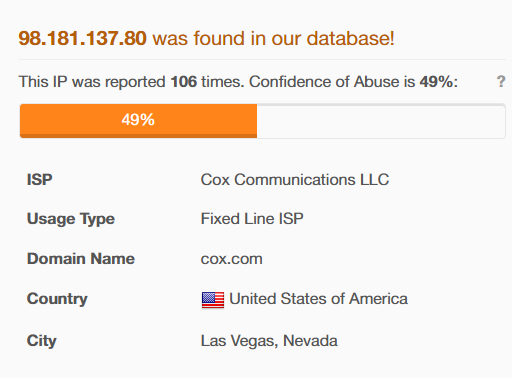 98.181.137.80 was found in our database!
This IP was reported 106 times. Confidence of Abuse is 49%: ?
49%
ISP Cox Communications LLC
Usage Type Fixed Line ISP
Domain Name cox.com
Country United States of America
City Las Vegas, Nevada